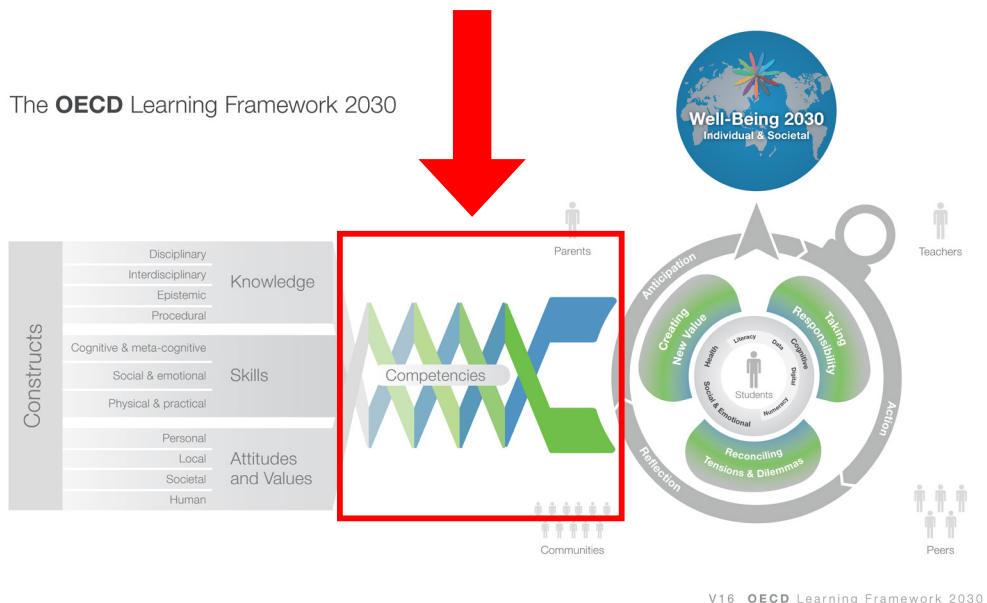 The OECD Learning Framework 2030
Well-Being 2030
Individual & Societal
Constructs
Disciplinary
Interdisciplinary
Epistemic
Procedural
Knowledge
Cognitive & meta-cognitive
Social & emotional
Physical & practical
Skills
Personal
Local
Societal
Human
Attitudes
and Values
Competencies
Parents
Teachers
Communities
Peers
Anticipation
Action
Reflection
Creating
New Value
Taking
Responsibility
Reconciling
Tensions & Dilemmas
Students
Literacy
Data
Cognitive
Digital
Numeracy
Social & Emotional
Health
V16 OECD Learning Framework 2030